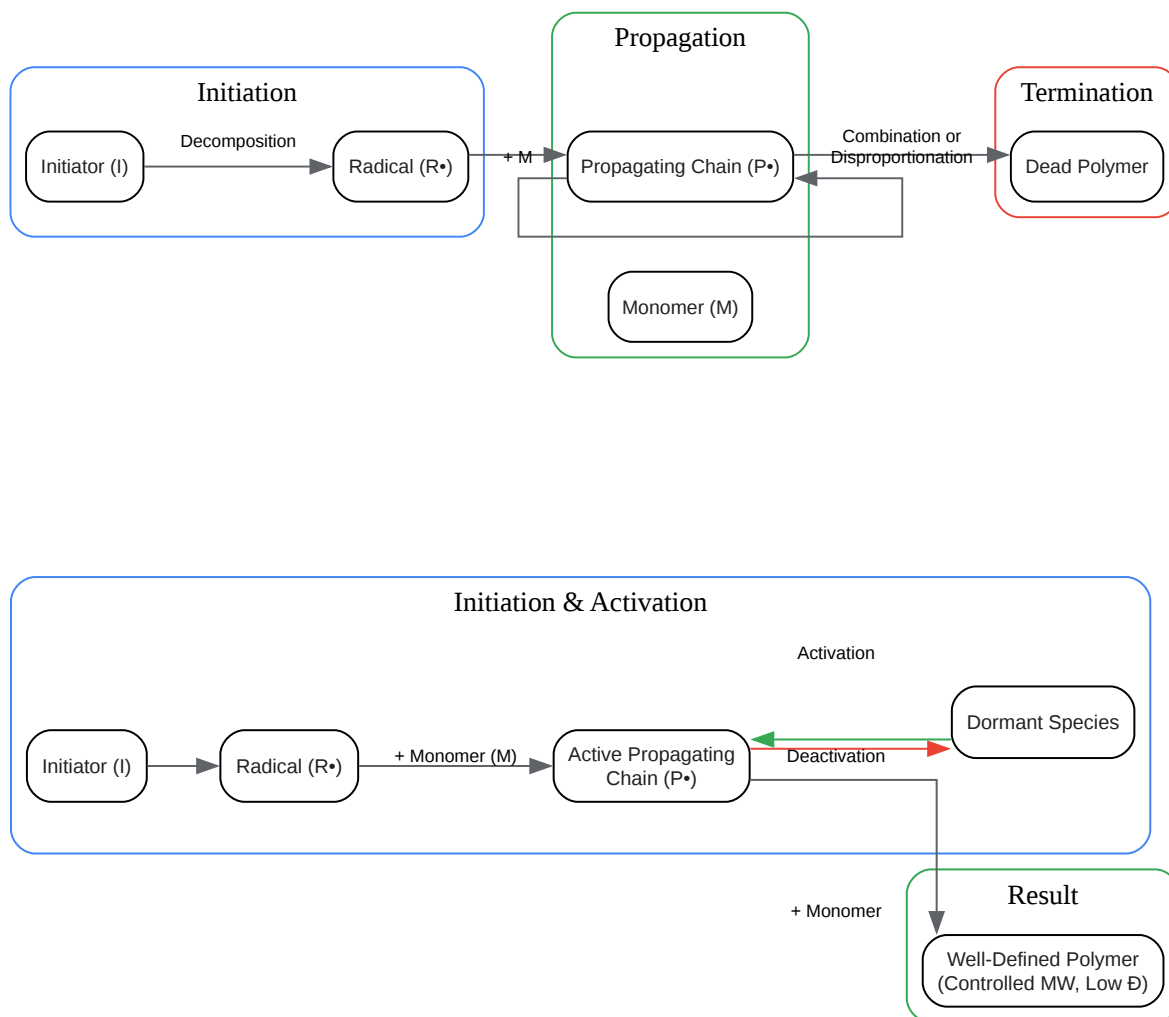 Propagation
Initiation
Termination
Decomposition
Combination or
Disproportionation
Initiator (I)
Radical (R•)
+ M
Propagating Chain (P•)
Dead Polymer
Monomer (M)
Initiation & Activation
Activation
Dormant Species
Initiator (I)
Radical (R•)
+ Monomer (M)
Active Propagating
Chain (P•)
Deactivation
+ Monomer
Result
Well-Defined Polymer
(Controlled MW, Low Đ)